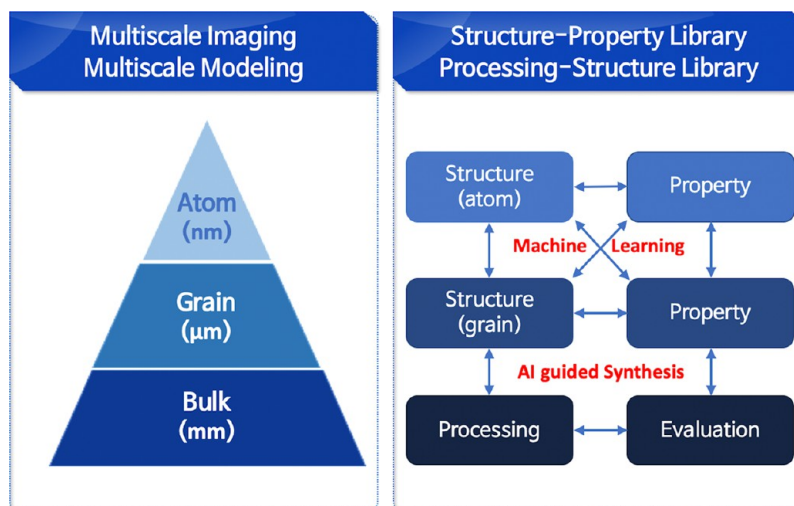 Multiscale Imaging
Multiscale Modeling
Atom
(nm)
Grain
(μm)
Bulk
(mm)
Structure-Property Library
Processing-Structure Library
Structure
(atom)
Property
Machine Learning
Structure
(grain)
Property
AI guided Synthesis
Processing
Evaluation